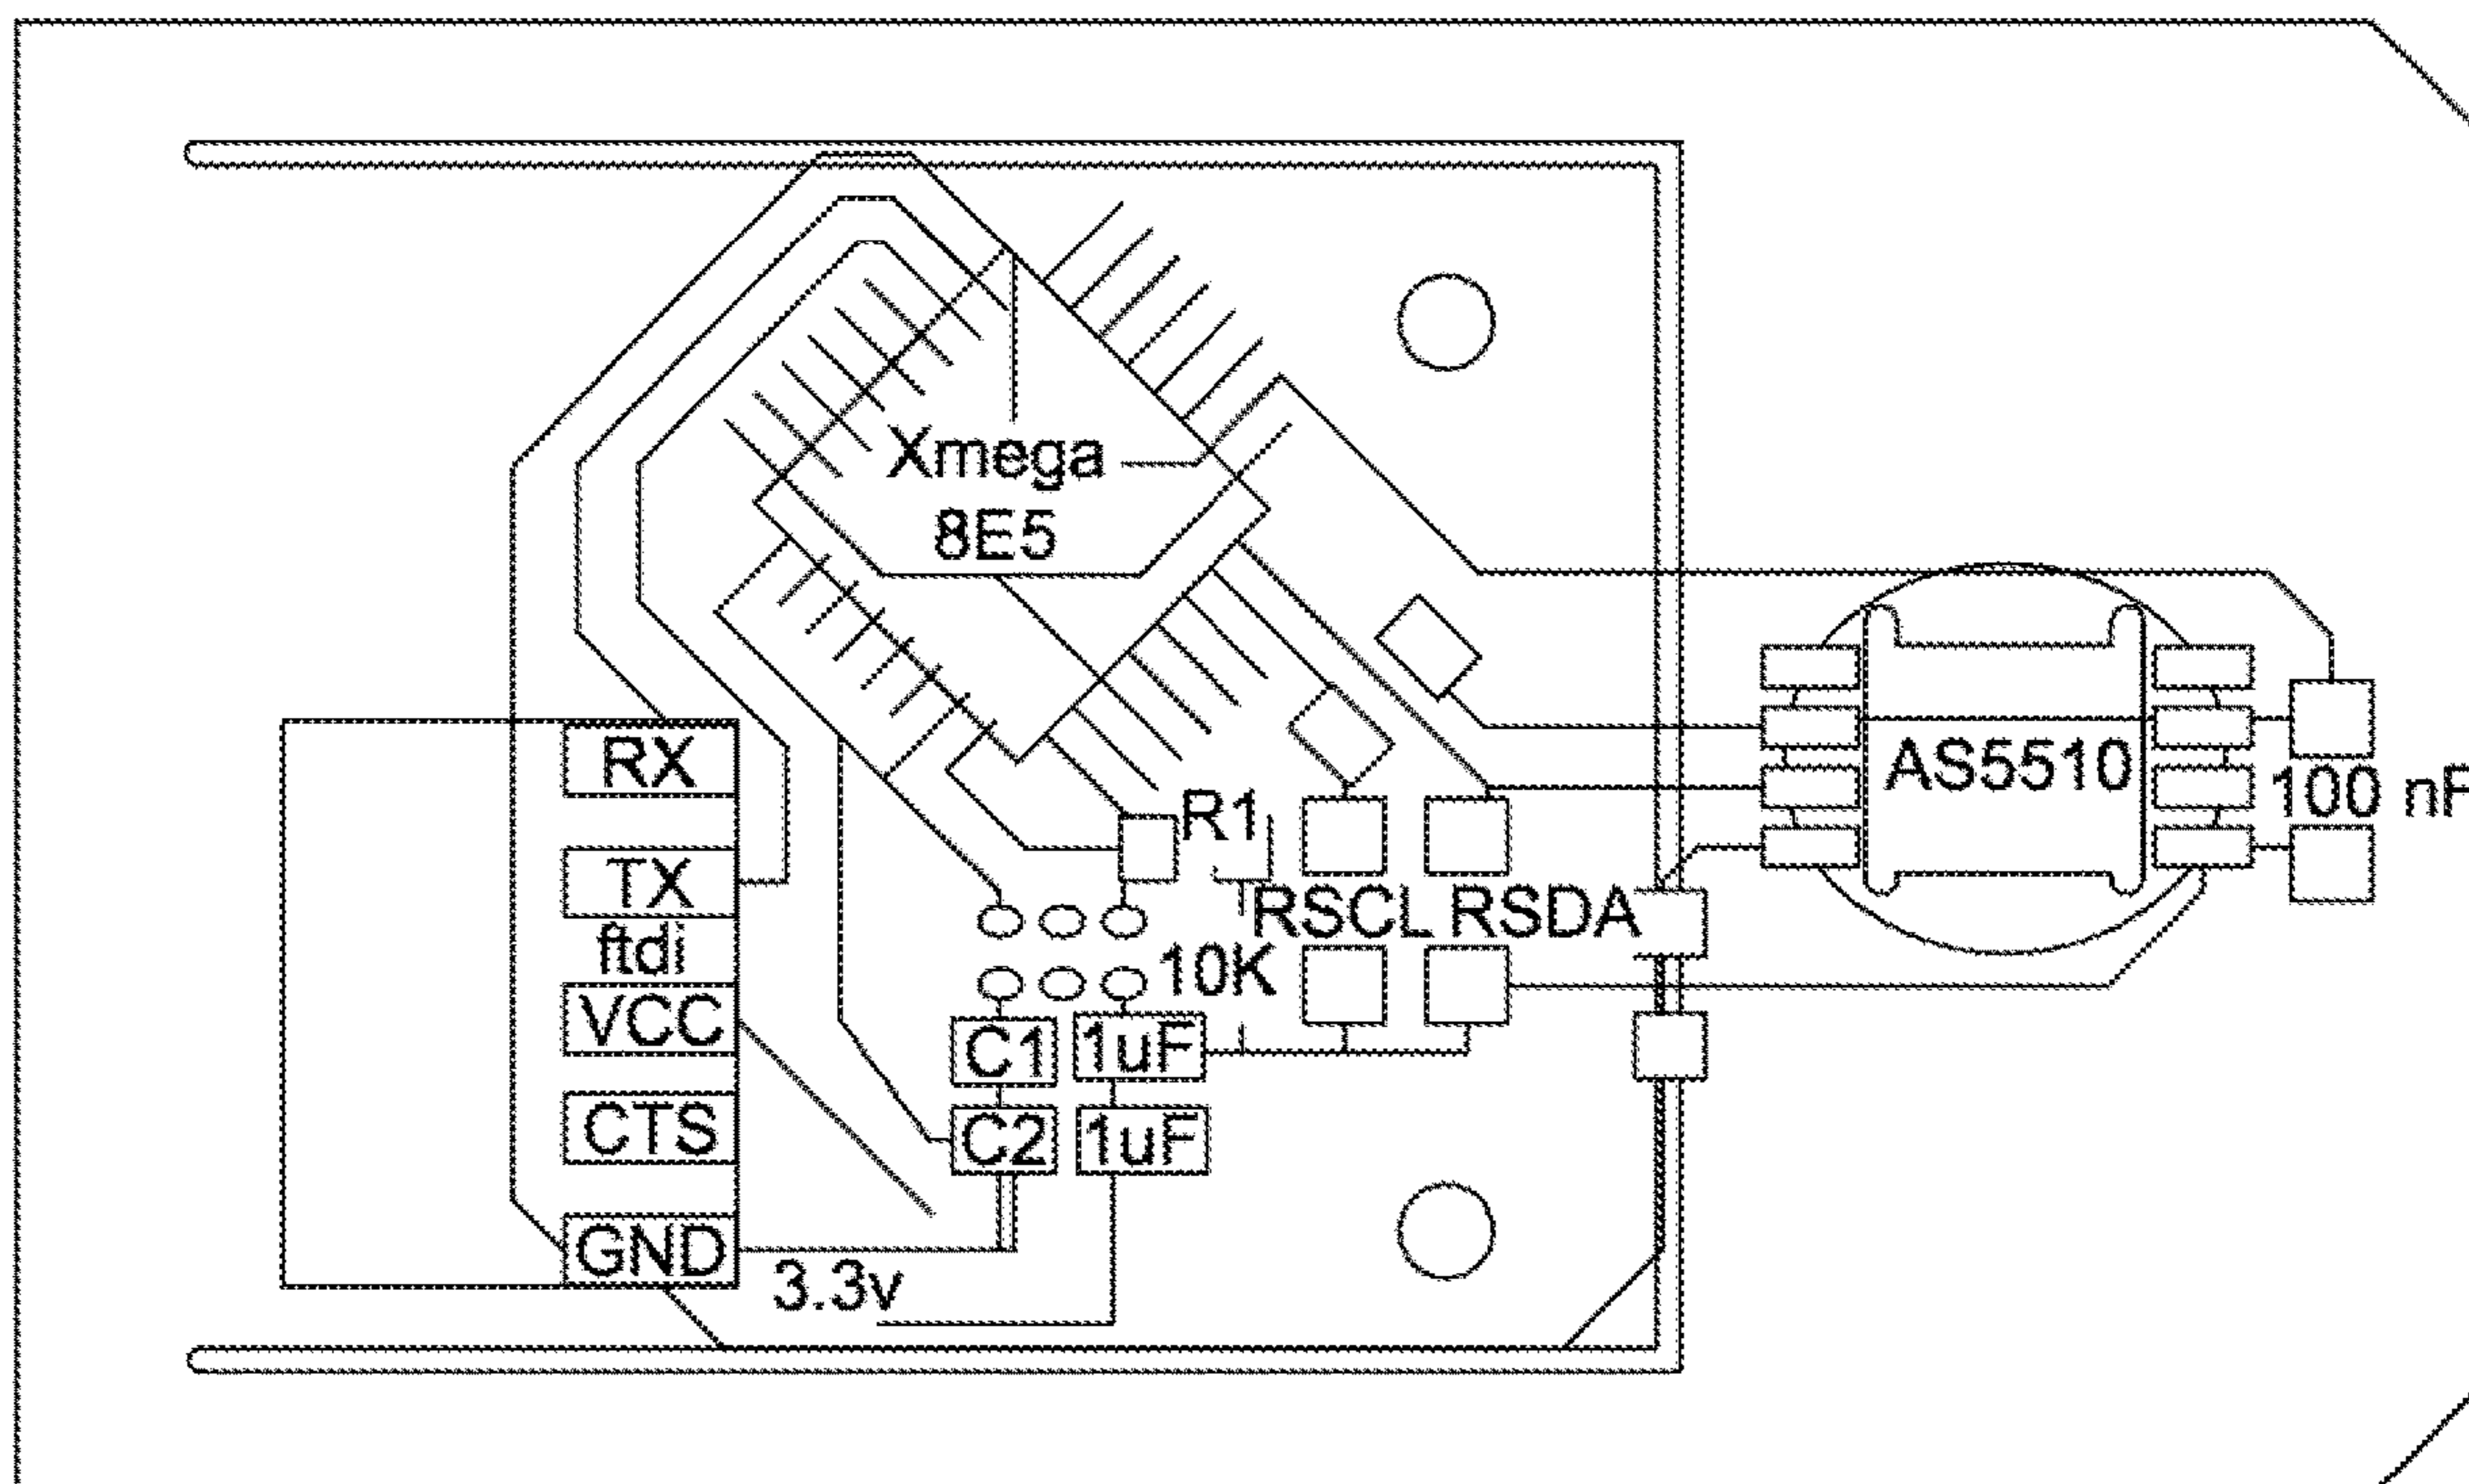 Xmega
8E5
RX
TX
ftdi
VCC
CTS
GND
3.3v
R1
10K
RSCL
RSDA
C1
1uF
C2
1uF
AS5510
100 nF